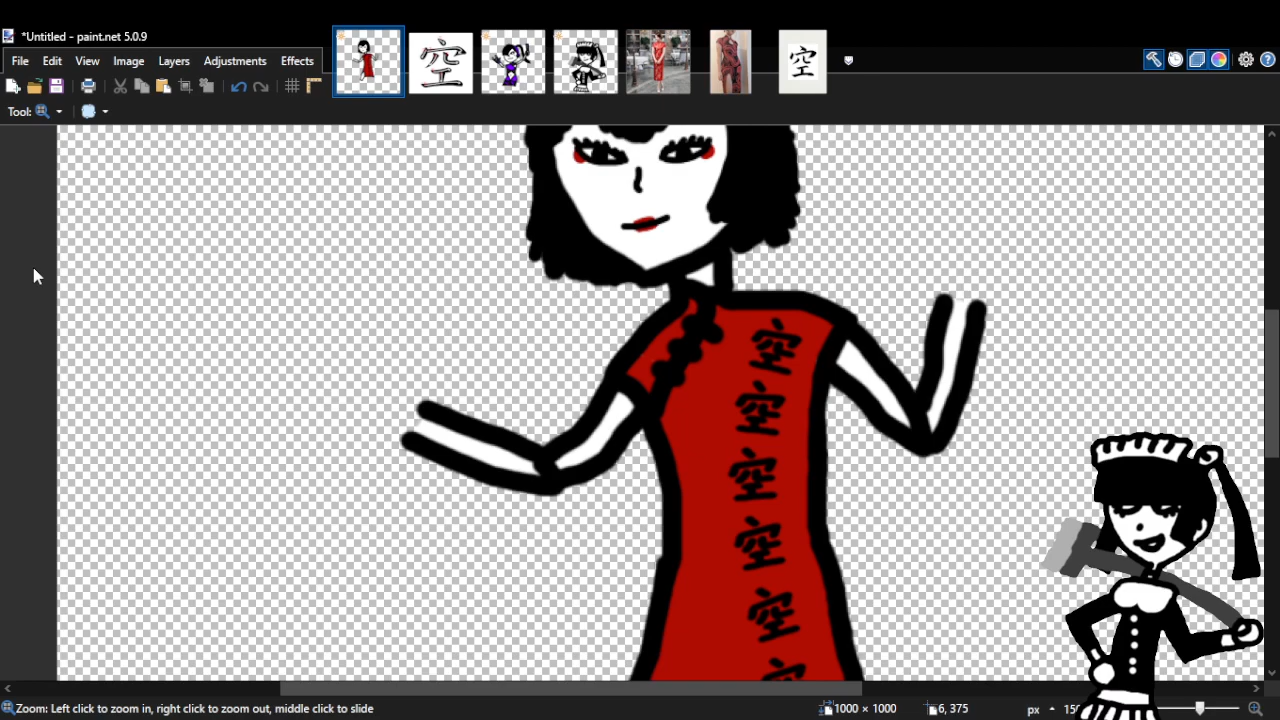 *Untitled - paint.net 5.0.9
File Edit View Image Layers Adjustments Effects
空
空
Tool:
空
空
空
空
空
Zoom: Left click to zoom in, right click to zoom out, middle click to slide
1000 × 1000
6, 375
px